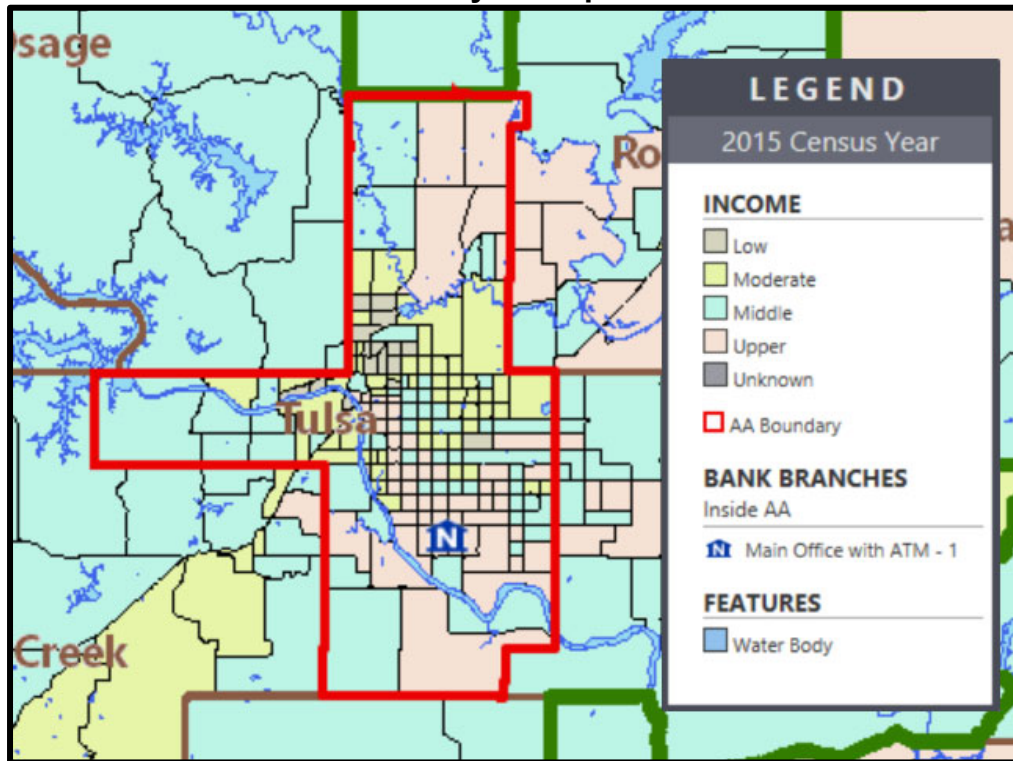 Osage
Ro
a
Tulsa
Creek
N
LEGEND
2015 Census Year
INCOME
Low
Moderate
Middle
Upper
Unknown
AA Boundary
BANK BRANCHES
Inside AA
N Main Office with ATM - 1
FEATURES
Water Body